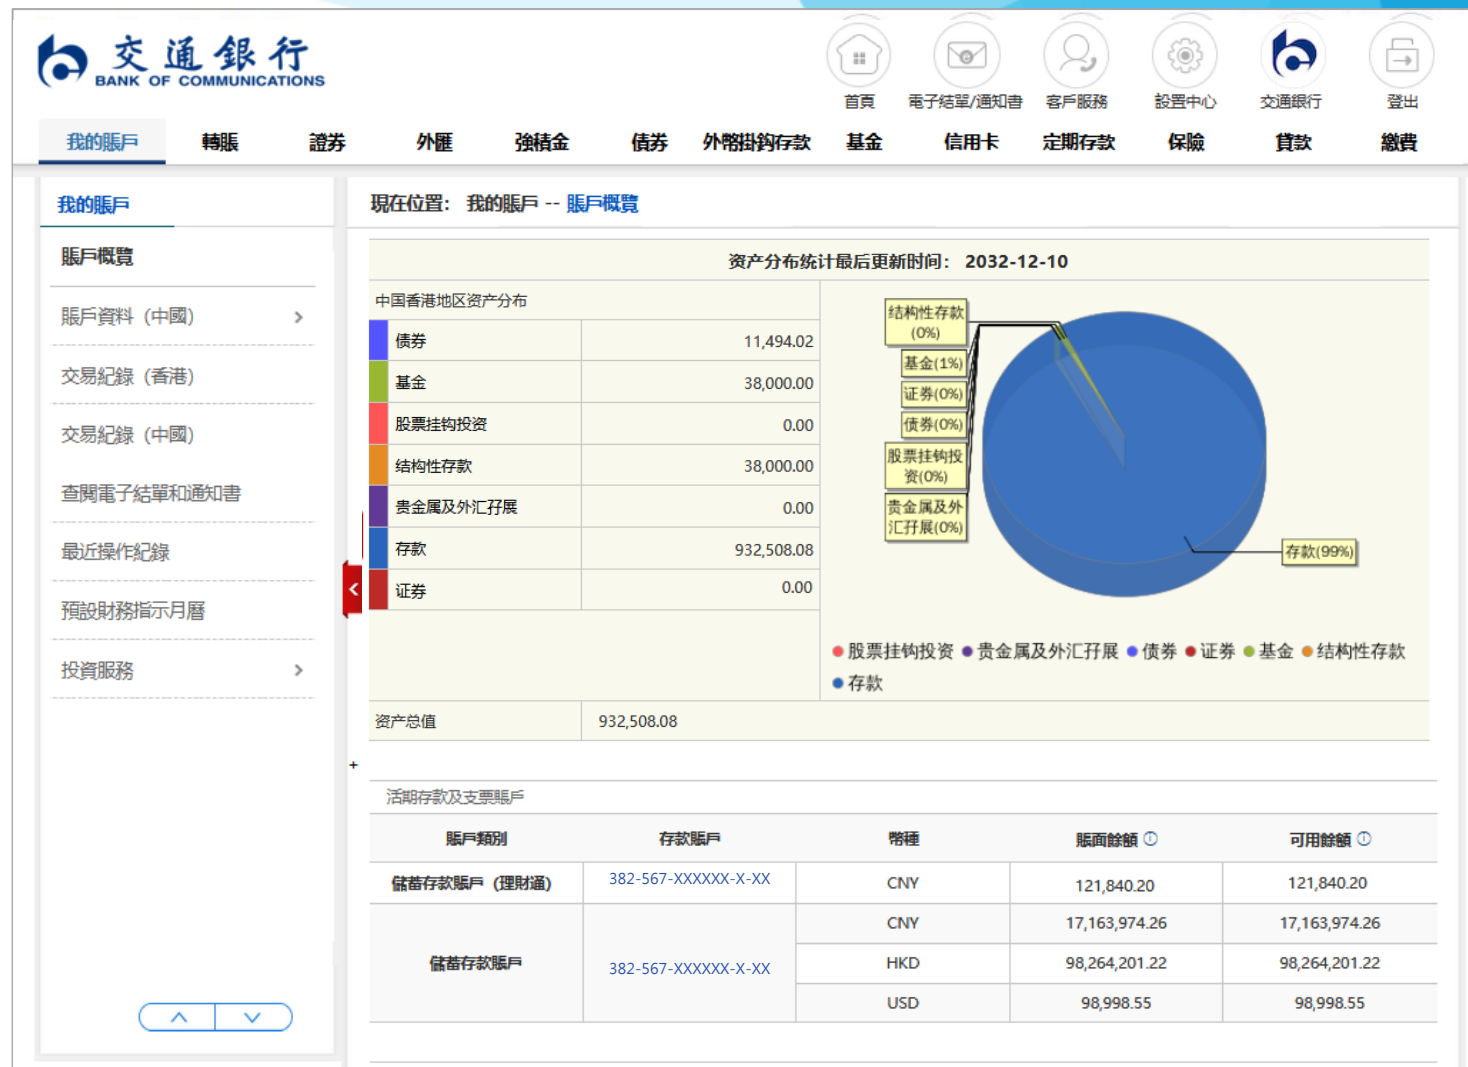 交通銀行
BANK OF COMMUNICATIONS
首頁 電子結單/通知書 客戶服務 設置中心 交通銀行 登出
我的賬戶 轉賬 證券 外匯 強積金 債券 外幣掛鈎存款 基金 信用卡 定期存款 保險 貸款 繳費
我的賬戶
賬戶概覽
賬戶資料（中國）
交易紀錄（香港）
交易紀錄（中國）
查閱電子結單和通知書
最近操作紀錄
預設財務指示月曆
投資服務
現在位置： 我的賬戶 -- 賬戶概覽
资产分布统计最后更新时间： 2032-12-10
中国香港地区资产分布
债券 11,494.02
基金 38,000.00
股票挂钩投资 0.00
结构性存款 38,000.00
贵金属及外汇孖展 0.00
存款 932,508.08
证券 0.00
结构性存款
(0%)
基金(1%)
证券(0%)
债券(0%)
股票挂钩投
资(0%)
贵金属及外
汇孖展(0%)
存款(99%)
股票挂钩投资 贵金属及外汇孖展 债券 证券 基金 结构性存款
存款
资产总值 932,508.08
+
活期存款及支票賬戶
賬戶類別 存款賬戶 幣種 賬面餘額 可用餘額
儲蓄存款賬戶（理財通） 382-567-XXXXXX-X-XX CNY 121,840.20 121,840.20
儲蓄存款賬戶 382-567-XXXXXX-X-XX CNY 17,163,974.26 17,163,974.26
HKD 98,264,201.22 98,264,201.22
USD 98,998.55 98,998.55